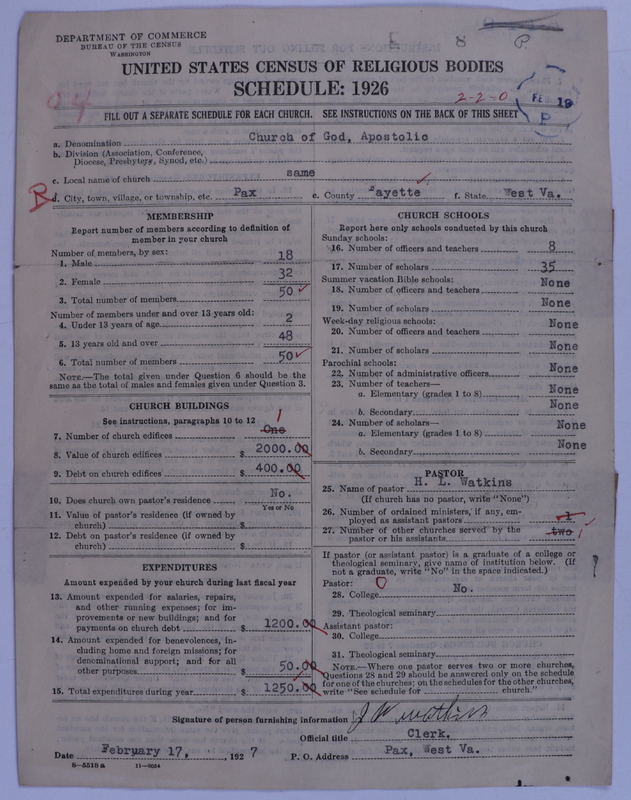 DEPARTMENT OF COMMERCE
BUREAU OF THE CENSUS
WASHINGTON
8 P.
UNITED STATES CENSUS OF RELIGIOUS BODIES
SCHEDULE: 1926
04
2-2-0
FE 19
P
FILL OUT A SEPARATE SCHEDULE FOR EACH CHURCH. SEE INSTRUCTIONS ON THE BACK OF THIS SHEET
a. Denomination Church of God, Apostolic
b. Division (Association, Conference,
Diocese, Presbytery, Synod, etc.)
c. Local name of church same
R
d. City, town, village, or township, etc. Pax e. County Fayette f. State West Va.
MEMBERSHIP
Report number of members according to definition of
member in your church
Number of members, by sex:
1. Male 18
2. Female 32
3. Total number of members 50
Number of members under and over 13 years old:
4. Under 13 years of age 2
5. 13 years old and over 48
6. Total number of members 50
NOTE.—The total given under Question 6 should be
same as the total of males and females given under Question 3.
CHURCH BUILDINGS
See instructions, paragraphs 10 to 12
1
7. Number of church edifices One
8. Value of church edifices $ 2000.00
9. Debt on church edifices $ 400.00
10. Does church own pastor's residence No.
Yes or No
11. Value of pastor's residence (if owned by
church) $
12. Debt on pastor's residence (if owned by
church) $
EXPENDITURES
Amount expended by your church during last fiscal year
13. Amount expended for salaries, repairs,
and other running expenses; for im-
provements or new buildings; and for
payments on church debt $ 1200.00
14. Amount expended for benevolences, in-
cluding home and foreign missions; for
denominational support; and for all
other purposes $ 50.00
15. Total expenditures during year $ 1250.00
CHURCH SCHOOLS
Report here only schools conducted by this church
Sunday schools:
16. Number of officers and teachers 8
17. Number of scholars 35
Summer vacation Bible schools:
18. Number of officers and teachers None
19. Number of scholars None
Week-day religious schools:
20. Number of officers and teachers None
21. Number of scholars None
Parochial schools:
22. Number of administrative officers None
23. Number of teachers—
a. Elementary (grades 1 to 8) None
b. Secondary None
24. Number of scholars—
a. Elementary (grades 1 to 8) None
b. Secondary None
PASTOR
25. Name of pastor H. L. Watkins
(If church has no pastor, write "None")
26. Number of ordained ministers, if any, em-
ployed as assistant pastors 1
27. Number of other churches served by the
pastor or his assistants two 1
If pastor (or assistant pastor) is a graduate of a college or
theological seminary, give name of institution below. (If
not a graduate, write "No" in the space indicated.)
Pastor: 0
28. College No.
29. Theological seminary
Assistant pastor:
30. College
31. Theological seminary
NOTE.—Where one pastor serves two or more churches,
Questions 28 and 29 should be answered only on the schedule
for one of the churches; on the schedules for the other churches,
write "See schedule for church."
Signature of person furnishing information J W Watkins
Official title Clerk.
Date February 17, 1927 P. O. Address Pax, West Va.
8—5518 a 11—9664